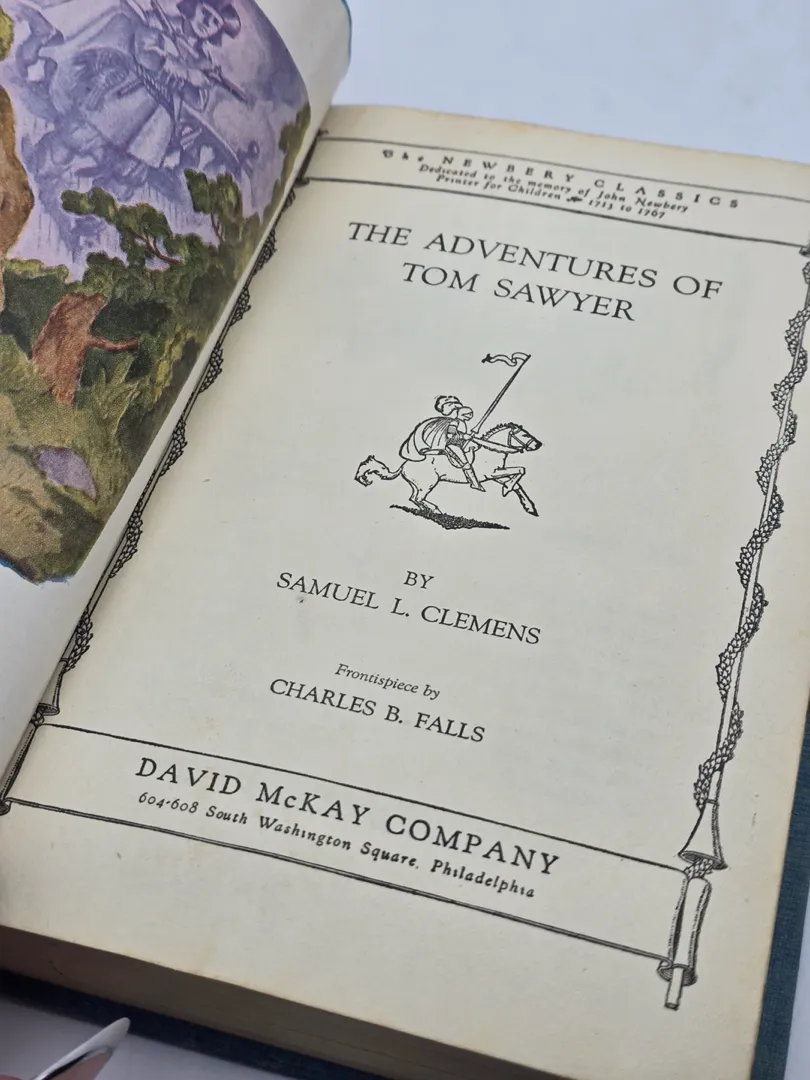 The NEWBERY CLASSICS
Dedicated to the memory of John Newbery
Printer for Children 1713 to 1767
THE ADVENTURES OF
TOM SAWYER
BY
SAMUEL L. CLEMENS
Frontispiece by
CHARLES B. FALLS
DAVID McKAY COMPANY
604-608 South Washington Square, Philadelphia